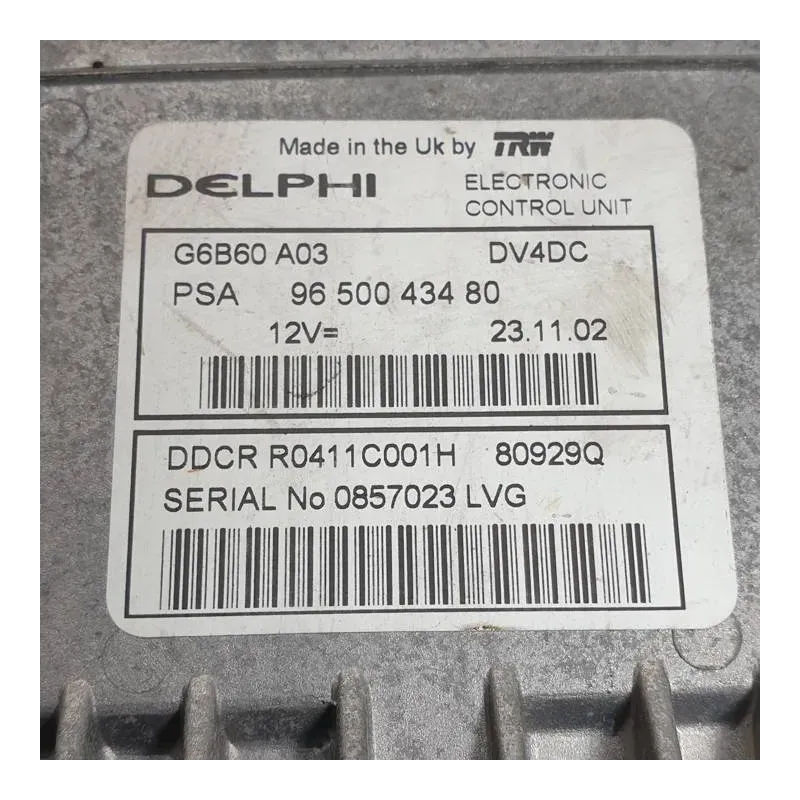 Made in the Uk by TRW
DELPHI ELECTRONIC
CONTROL UNIT
G6B60 A03 DV4DC
PSA 96 500 434 80
12V= 23.11.02
DDCR R0411C001H 80929Q
SERIAL No 0857023 LVG